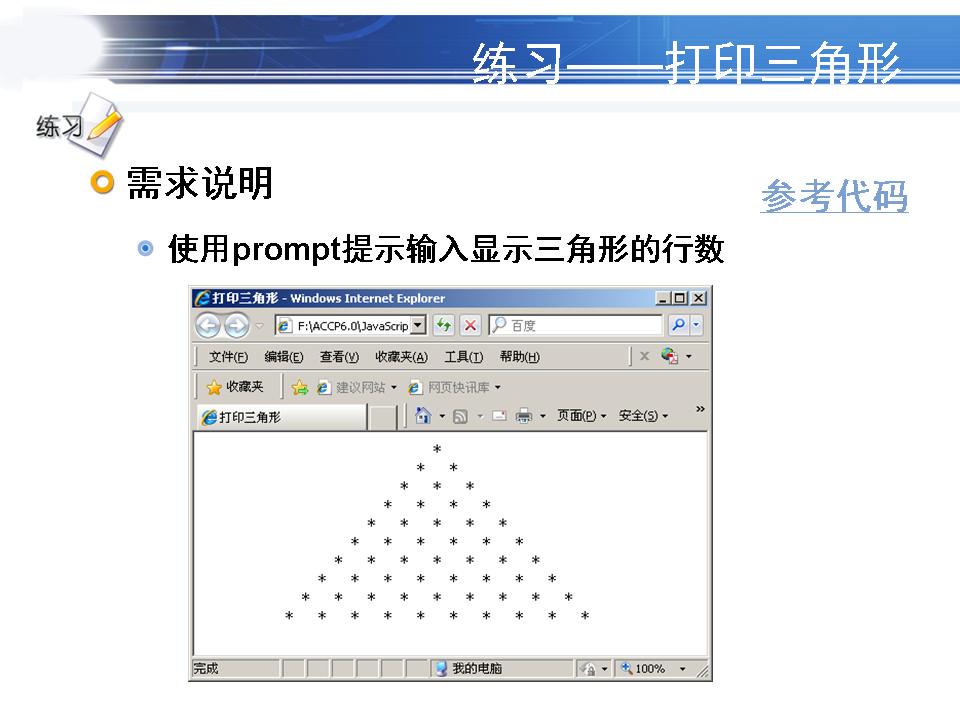 练习——打印三角形
练习
需求说明
参考代码
使用prompt提示输入显示三角形的行数
打印三角形 - Windows Internet Explorer
F:\ACCP6.0\JavaScrip
百度
文件(F) 编辑(E) 查看(V) 收藏夹(A) 工具(T) 帮助(H)
收藏夹 建议网站 网页快讯库
打印三角形 页面(P) 安全(S) »
*
* *
* * *
* * * *
* * * * *
* * * * * *
* * * * * * *
* * * * * * * *
* * * * * * * * *
* * * * * * * * * *
完成 我的电脑 100%